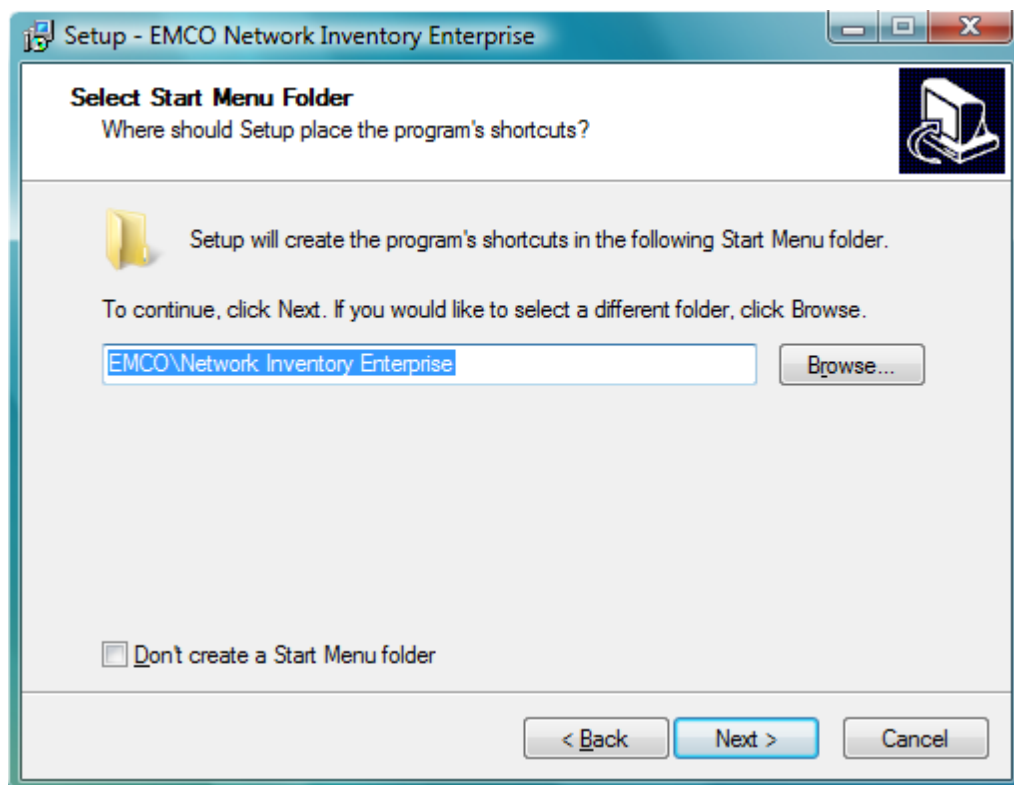 Setup - EMCO Network Inventory Enterprise
Select Start Menu Folder
Where should Setup place the program's shortcuts?
Setup will create the program's shortcuts in the following Start Menu folder.
To continue, click Next. If you would like to select a different folder, click Browse.
EMCO\Network Inventory Enterprise
Browse...
Don't create a Start Menu folder
< Back
Next >
Cancel